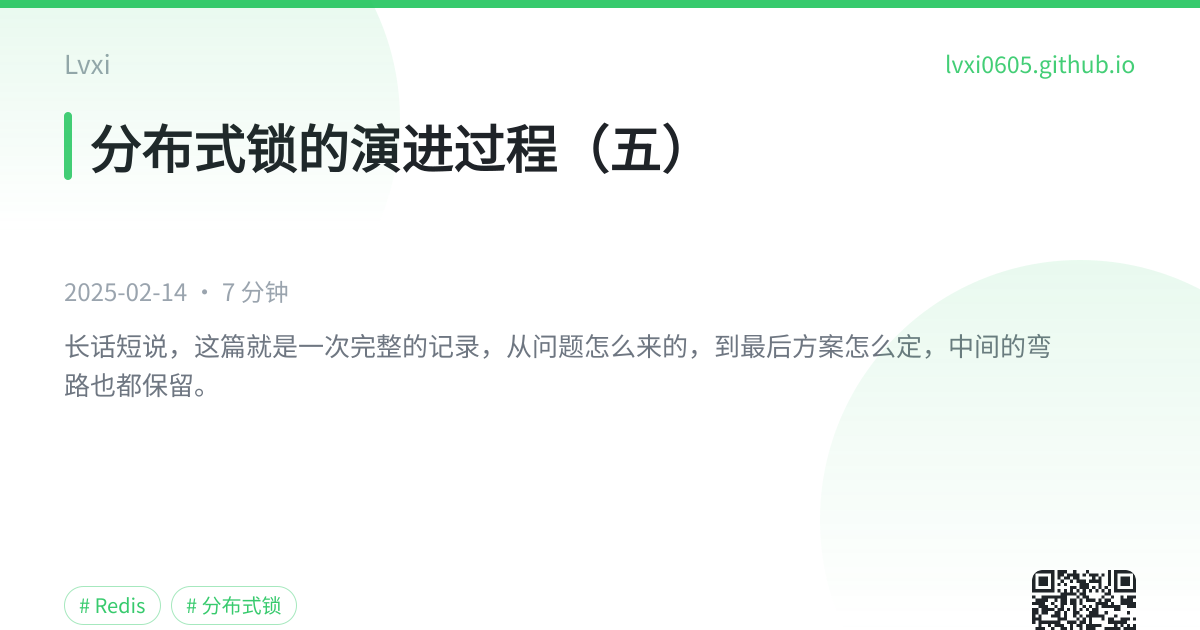 Lvxi
lvxi0605.github.io
分布式锁的演进过程（五）
2025-02-14 · 7 分钟
长话短说，这篇就是一次完整的记录，从问题怎么来的，到最后方案怎么定，中间的弯
路也都保留。
# Redis
# 分布式锁